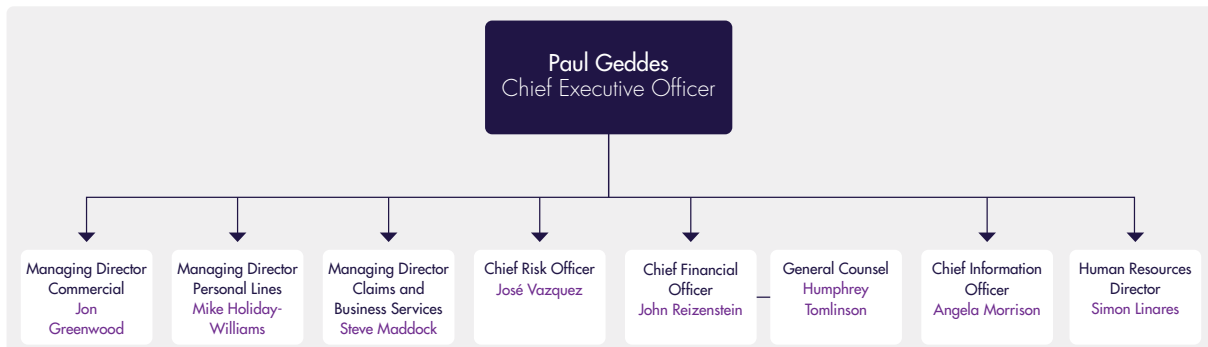 Paul Geddes
Chief Executive Officer
Managing Director
Commercial
Jon
Greenwood
Managing Director
Personal Lines
Mike Holiday-
Williams
Managing Director
Claims and
Business Services
Steve Maddock
Chief Risk Officer
José Vazquez
Chief Financial
Officer
John Reizenstein
General Counsel
Humphrey
Tomlinson
Chief Information
Officer
Angela Morrison
Human Resources
Director
Simon Linares